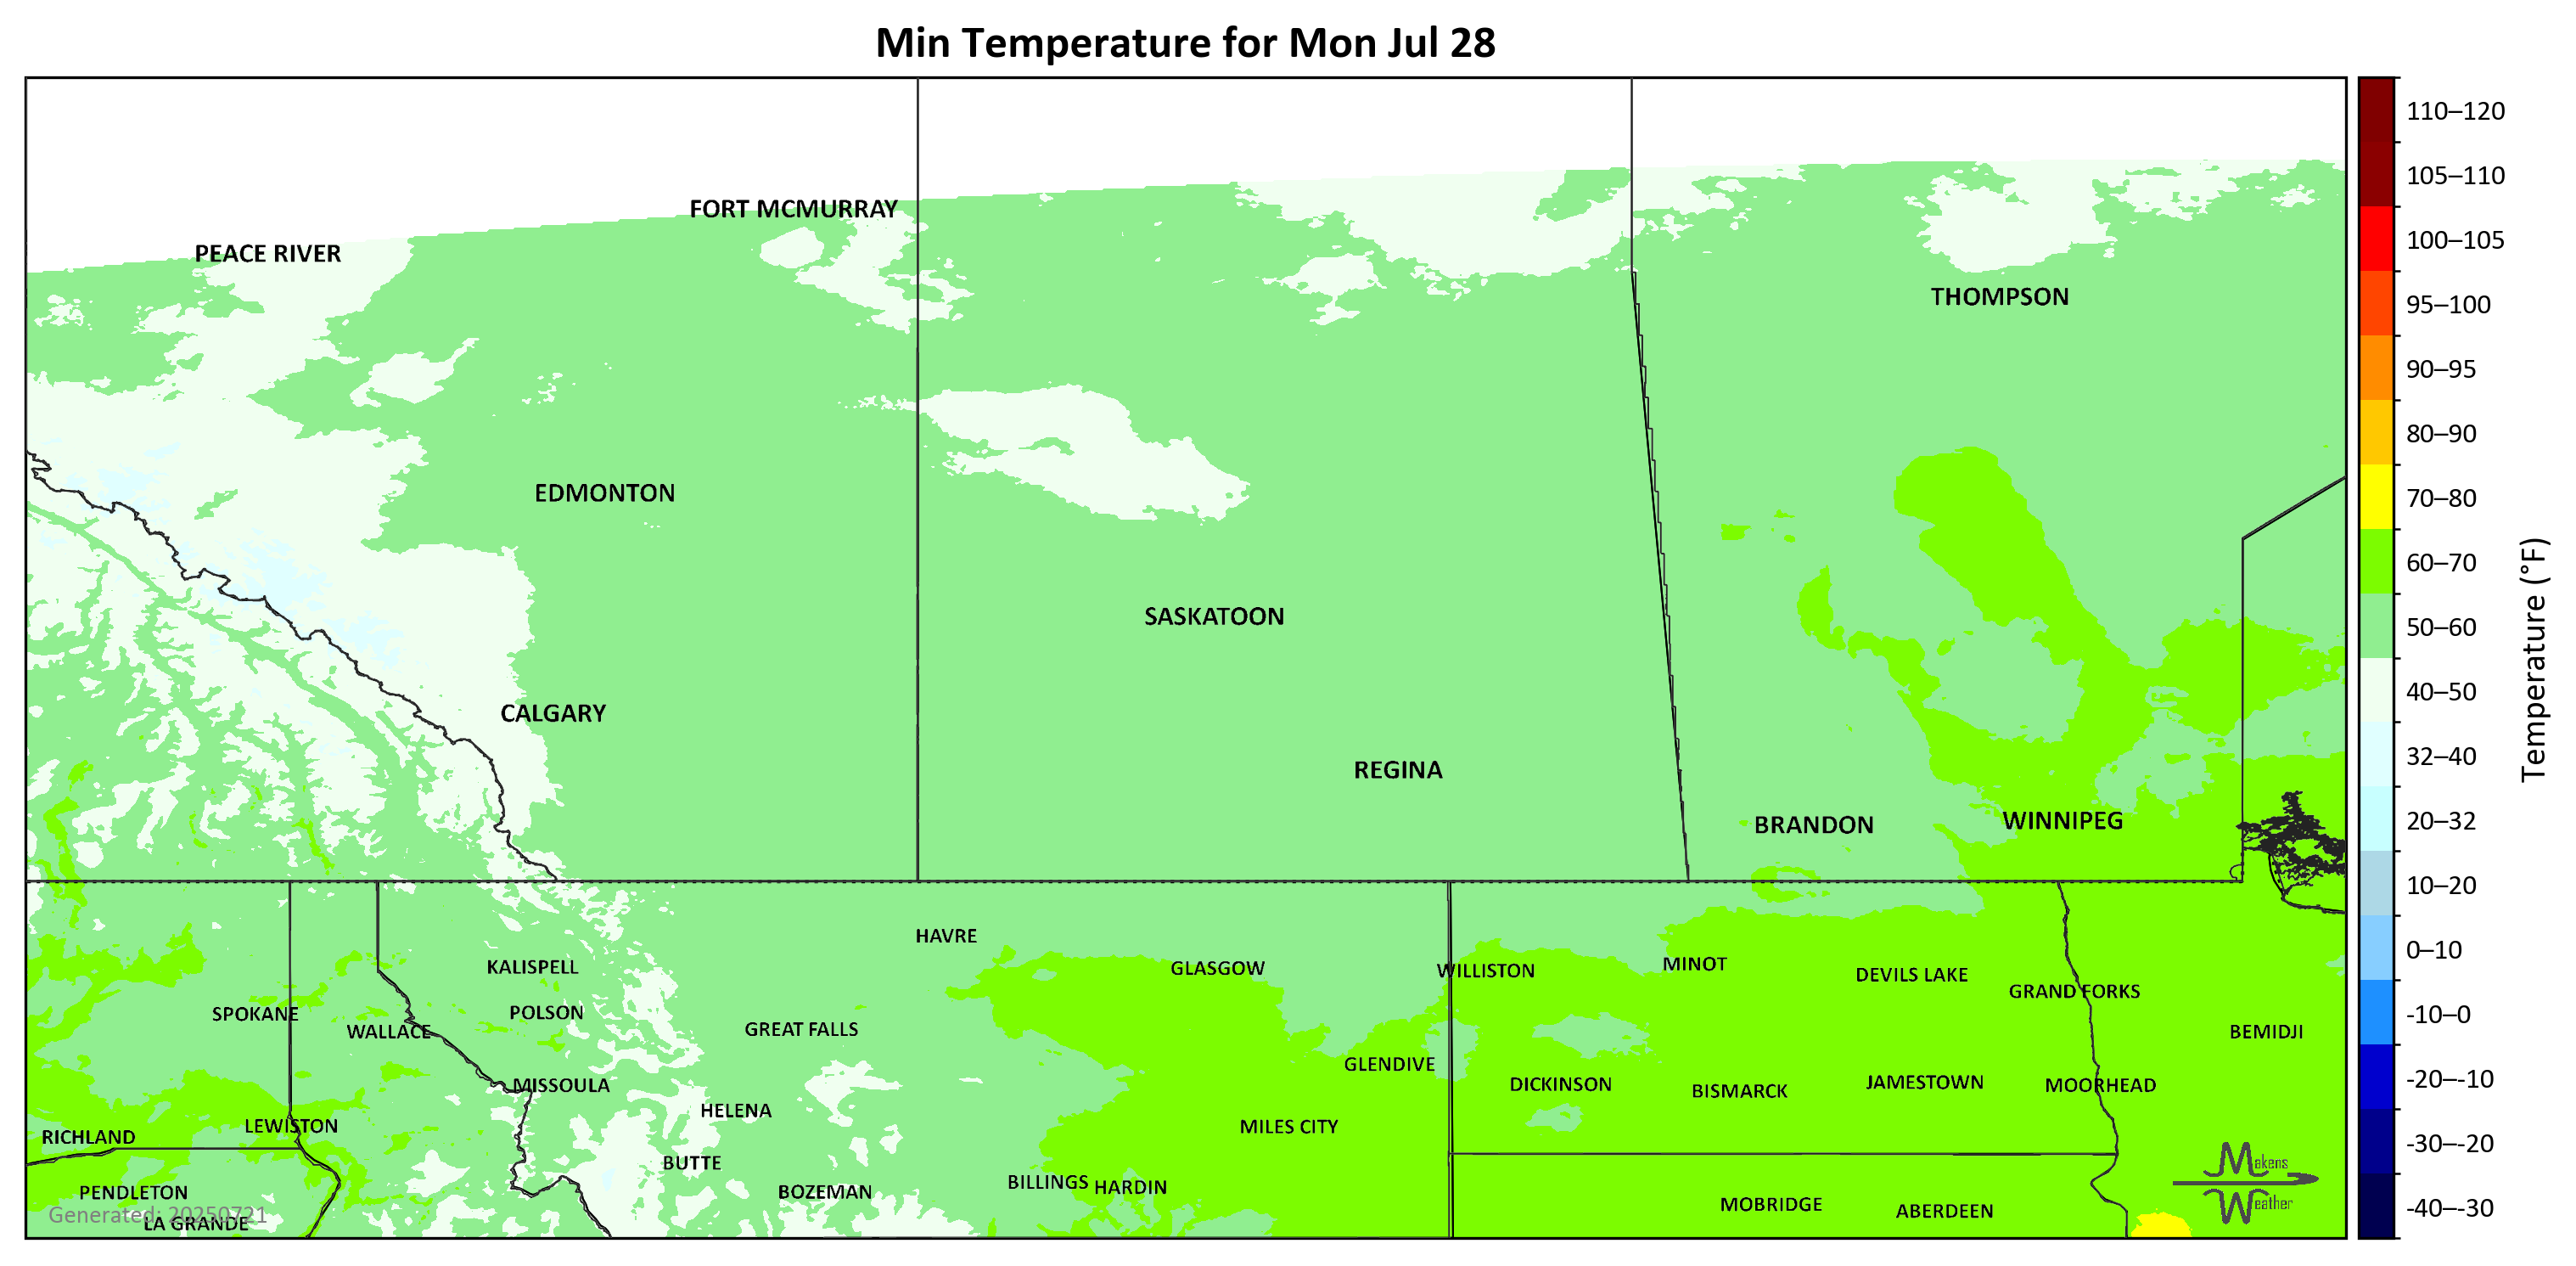 Min Temperature for Mon Jul 28
FORT MCMURRAY
PEACE RIVER
THOMPSON
EDMONTON
SASKATOON
CALGARY
REGINA
BRANDON
WINNIPEG
HAVRE
KALISPELL
GLASGOW
WILLISTON
MINOT
DEVILS LAKE
GRAND FORKS
SPOKANE
POLSON
WALLACE
GREAT FALLS
BEMIDJI
GLENDIVE
MISSOULA
DICKINSON
BISMARCK
JAMESTOWN
MOORHEAD
HELENA
LEWISTON
MILES CITY
RICHLAND
BUTTE
BILLINGS
HARDIN
PENDLETON
BOZEMAN
MOBRIDGE
ABERDEEN
LA GRANDE
Generated: 20250721
Makens
Weather
110–120
105–110
100–105
95–100
90–95
80–90
70–80
60–70
50–60
40–50
32–40
20–32
10–20
0–10
-10–0
-20–-10
-30–-20
-40–-30
Temperature (°F)